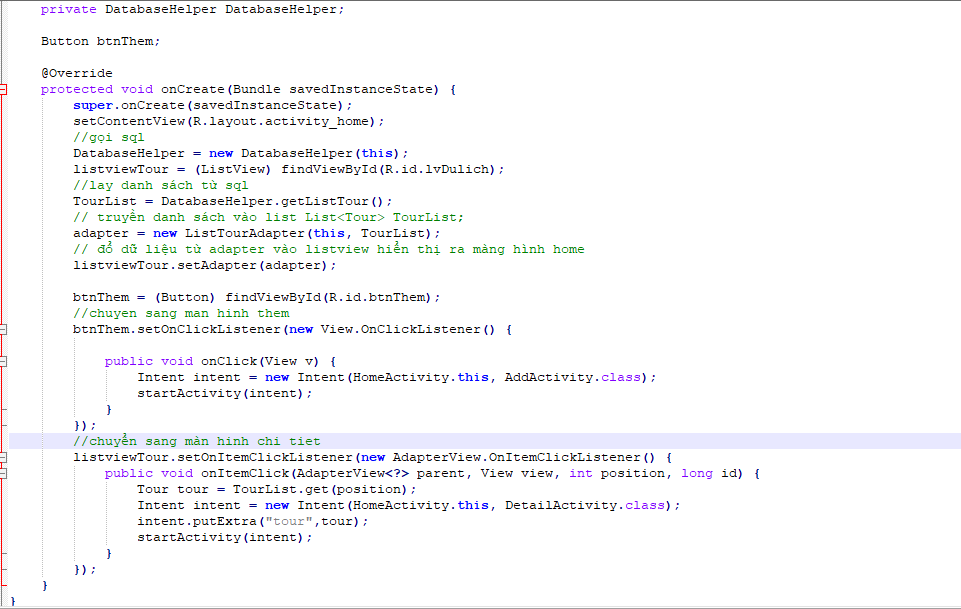 private DatabaseHelper DatabaseHelper;
Button btnThem;
@Override
protected void onCreate(Bundle savedInstanceState) {
super.onCreate(savedInstanceState);
setContentView(R.layout.activity_home);
//gọi sql
DatabaseHelper = new DatabaseHelper(this);
listviewTour = (ListView) findViewById(R.id.lvDulich);
//lay danh sách từ sql
TourList = DatabaseHelper.getListTour();
// truyền danh sách vào list List<Tour> TourList;
adapter = new ListTourAdapter(this, TourList);
// đổ dữ liệu từ adapter vào listview hiển thị ra màng hình home
listviewTour.setAdapter(adapter);
btnThem = (Button) findViewById(R.id.btnThem);
//chuyen sang man hinh them
btnThem.setOnClickListener(new View.OnClickListener() {
public void onClick(View v) {
Intent intent = new Intent(HomeActivity.this, AddActivity.class);
startActivity(intent);
}
});
//chuyển sang màn hinh chi tiet
listviewTour.setOnItemClickListener(new AdapterView.OnItemClickListener() {
public void onItemClick(AdapterView<?> parent, View view, int position, long id) {
Tour tour = TourList.get(position);
Intent intent = new Intent(HomeActivity.this, DetailActivity.class);
intent.putExtra("tour",tour);
startActivity(intent);
}
});
}
}